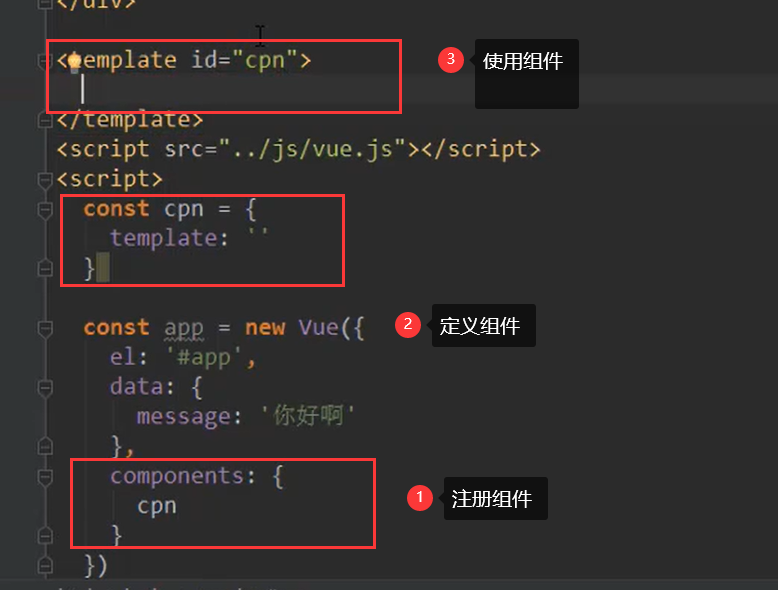 </div>
<template id="cpn">
3 使用组件
</template>
<script src="../js/vue.js"></script>
<script>
const cpn = {
template: ''
}
const app = new Vue({
2 定义组件
el: '#app',
data: {
message: '你好啊'
},
components: {
cpn
1 注册组件
}
})